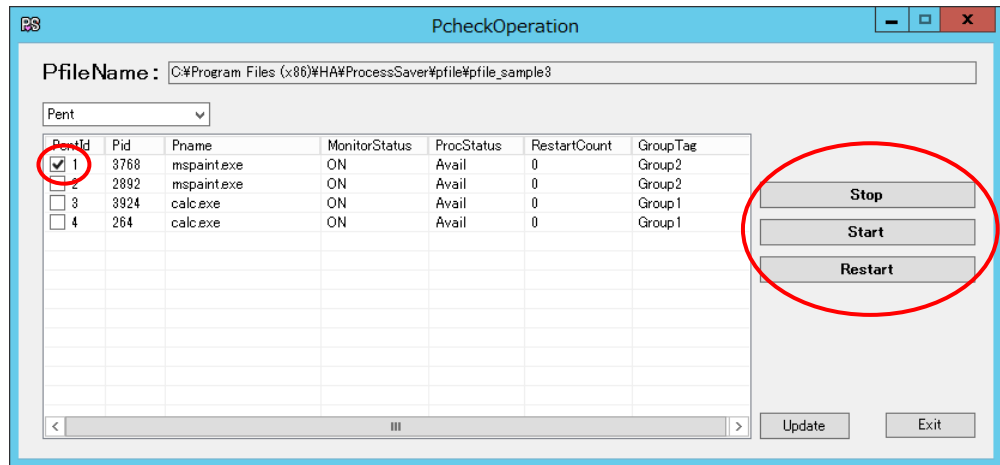 PS PcheckOperation x
PfileName : C:¥Program Files (x86)¥HA¥ProcessSaver¥pfile¥pfile_sample3
Pent
PentId Pid Pname MonitorStatus ProcStatus RestartCount GroupTag
1 3768 mspaint.exe ON Avail 0 Group2
2 2892 mspaint.exe ON Avail 0 Group2
3 3924 calc.exe ON Avail 0 Group1
4 264 calc.exe ON Avail 0 Group1
Stop
Start
Restart
Update Exit